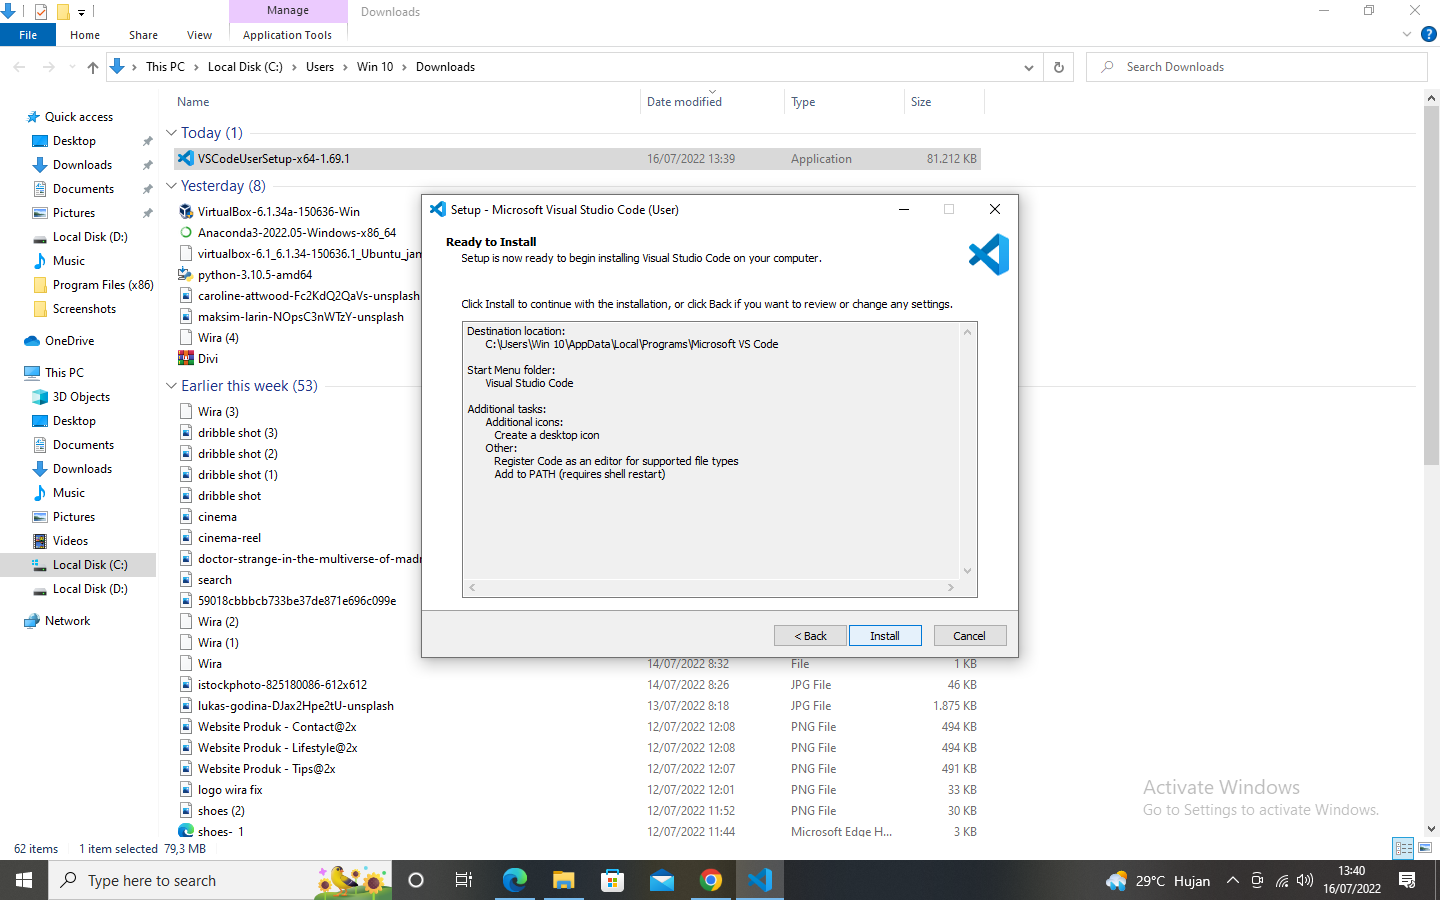 Manage
Downloads
File
Home
Share
View
Application Tools
This PC
Local Disk (C:)
Users
Win 10
Downloads
Search Downloads
Name
Date modified
Type
Size
Quick access
Desktop
Downloads
Documents
Pictures
Local Disk (D:)
Music
Program Files (x86)
Screenshots
OneDrive
This PC
3D Objects
Desktop
Documents
Downloads
Music
Pictures
Videos
Local Disk (C:)
Local Disk (D:)
Network
Today (1)
VSCodeUserSetup-x64-1.69.1 16/07/2022 13:39 Application 81.212 KB
Yesterday (8)
VirtualBox-6.1.34a-150636-Win
Anaconda3-2022.05-Windows-x86_64
virtualbox-6.1_6.1.34-150636.1_Ubuntu_jan
python-3.10.5-amd64
caroline-attwood-Fc2KdQ2QaVs-unsplash
maksim-larin-NOpsC3nWTzY-unsplash
Wira (4)
Divi
Earlier this week (53)
Wira (3)
dribble shot (3)
dribble shot (2)
dribble shot (1)
dribble shot
cinema
cinema-reel
doctor-strange-in-the-multiverse-of-madn
search
59018cbbbcb733be37de871e696c099e
Wira (2)
Wira (1)
Wira 14/07/2022 8:32 File 1 KB
istockphoto-825180086-612x612 14/07/2022 8:26 JPG File 46 KB
lukas-godina-DJax2Hpe2tU-unsplash 13/07/2022 8:18 JPG File 1.875 KB
Website Produk - Contact@2x 12/07/2022 12:08 PNG File 494 KB
Website Produk - Lifestyle@2x 12/07/2022 12:08 PNG File 494 KB
Website Produk - Tips@2x 12/07/2022 12:07 PNG File 491 KB
logo wira fix 12/07/2022 12:01 PNG File 33 KB
shoes (2) 12/07/2022 11:52 PNG File 30 KB
shoes-_1 12/07/2022 11:44 Microsoft Edge H... 3 KB
Setup - Microsoft Visual Studio Code (User)
Ready to Install
Setup is now ready to begin installing Visual Studio Code on your computer.
Click Install to continue with the installation, or click Back if you want to review or change any settings.
Destination location:
C:\Users\Win 10\AppData\Local\Programs\Microsoft VS Code
Start Menu folder:
Visual Studio Code
Additional tasks:
Additional icons:
Create a desktop icon
Other:
Register Code as an editor for supported file types
Add to PATH (requires shell restart)
< Back
Install
Cancel
Activate Windows
Go to Settings to activate Windows.
62 items
1 item selected 79,3 MB
Type here to search
29°C Hujan
13:40
16/07/2022